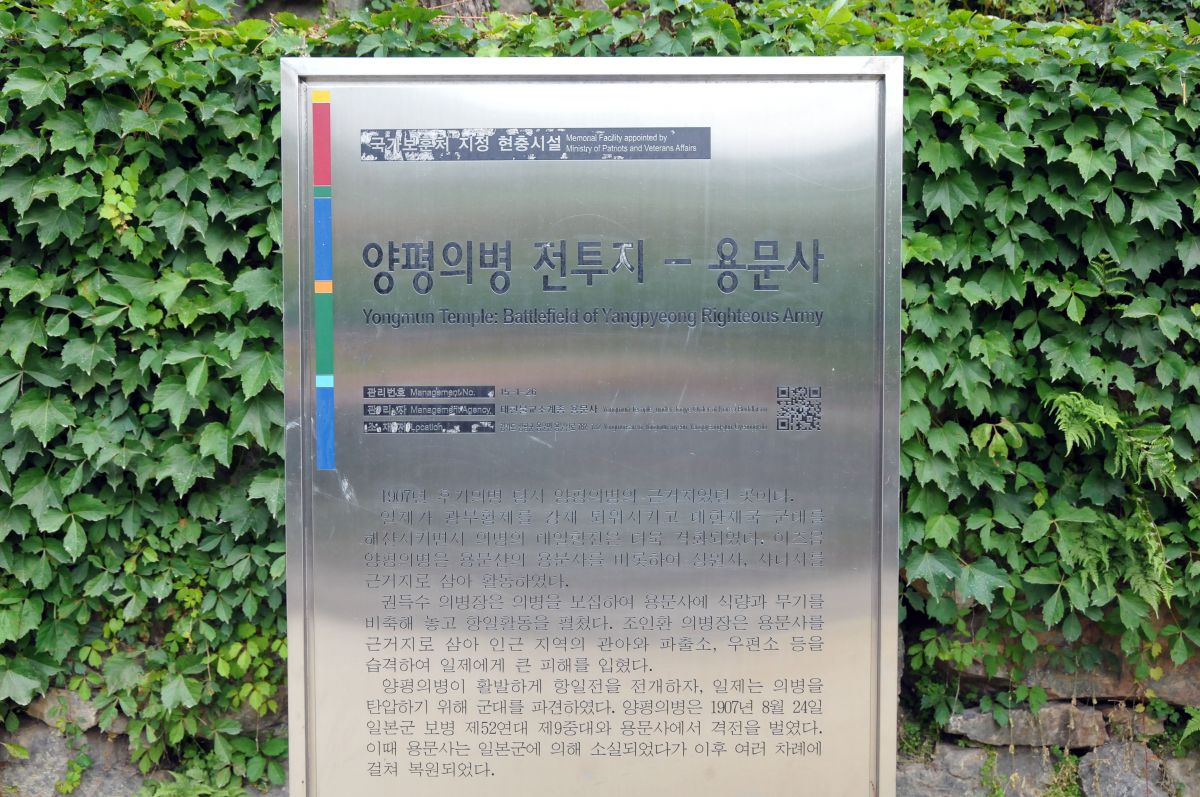 국가보훈처 지정 현충시설
Memorial Facility appointed by
Ministry of Patriots and Veterans Affairs
양평의병 전투지 – 용문사
Yongmun Temple: Battlefield of Yangpyeong Righteous Army
관리번호 Management No. 15-1-26
관리자 Management Agency 대한불교조계종 용문사
소재지 Location
1907년 후기의병 당시 양평의병의 근거지였던 곳이다.
일제가 광무황제를 강제 퇴위시키고 대한제국 군대를
해산시키면서 의병의 대일항전은 더욱 격화되었다. 이즈음
양평의병은 용문산의 용문사를 비롯하여 상원사, 사나사를
근거지로 삼아 활동하였다.
권득수 의병장은 의병을 모집하여 용문사에 식량과 무기를
비축해 놓고 항일활동을 펼쳤다. 조인환 의병장은 용문사를
근거지로 삼아 인근 지역의 관아와 파출소, 우편소 등을
습격하여 일제에게 큰 피해를 입혔다.
양평의병이 활발하게 항일전을 전개하자, 일제는 의병을
탄압하기 위해 군대를 파견하였다. 양평의병은 1907년 8월 24일
일본군 보병 제52연대 제9중대와 용문사에서 격전을 벌였다.
이때 용문사는 일본군에 의해 소실되었다가 이후 여러 차례에
걸쳐 복원되었다.